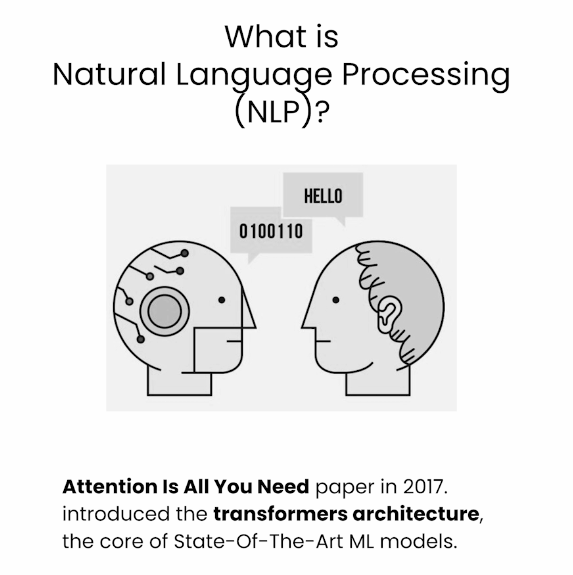 What is
Natural Language Processing
(NLP)?
HELLO
0100110
Attention Is All You Need paper in 2017.
introduced the transformers architecture,
the core of State-Of-The-Art ML models.